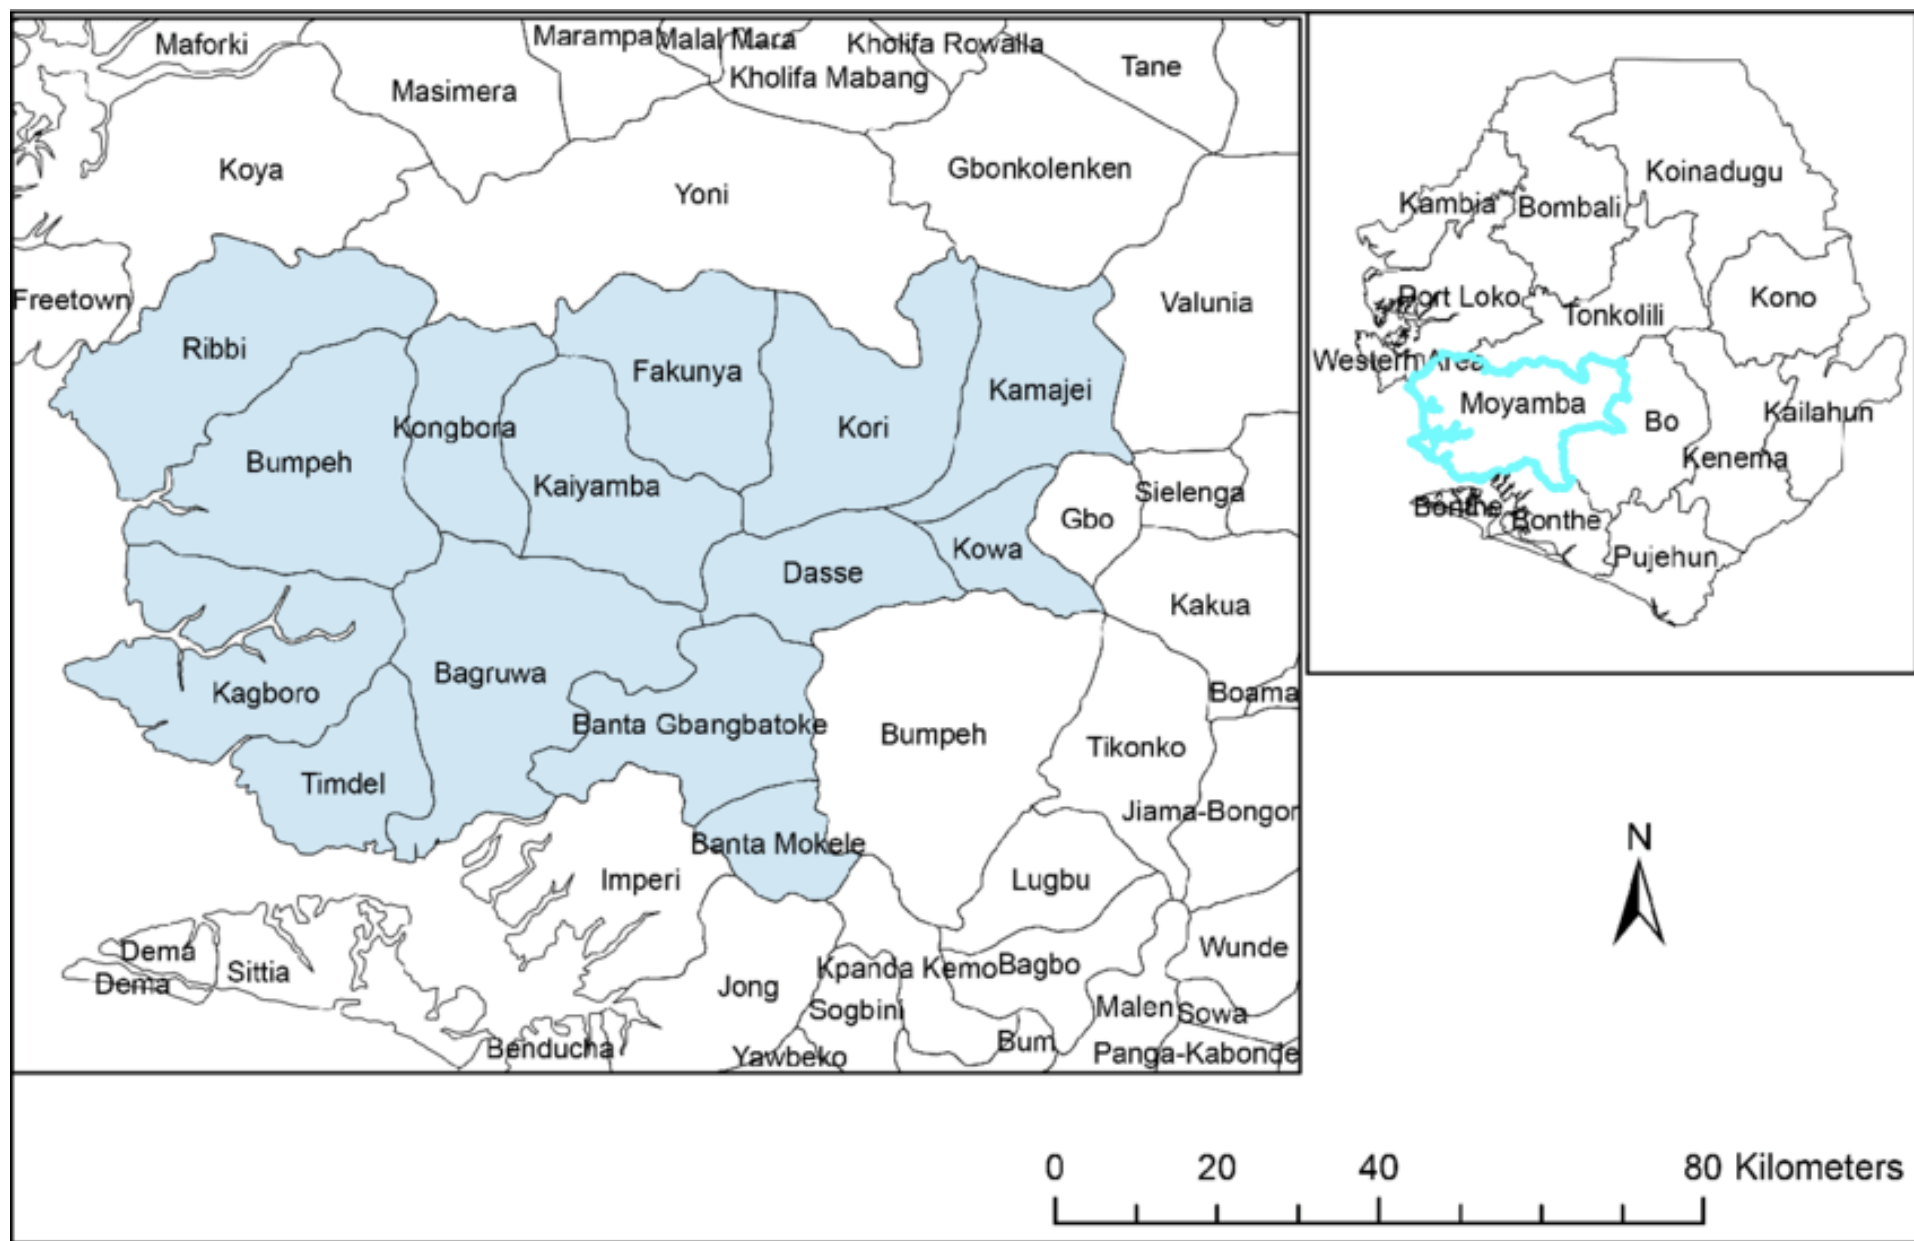 Maforki
Masimera
Marampa
Malal Mara
Kholifa Rowalla
Kholifa Mabang
Tane
Koya
Yoni
Gbonkolenken
Freetown
Valunia
Ribbi
Fakunya
Kamajei
Kongbora
Kori
Bumpeh
Kaiyamba
Sielenga
Gbo
Kowa
Dasse
Kakua
Bagruwa
Kagboro
Boama
Banta Gbangbatoke
Bumpeh
Tikonko
Timdel
Jiama-Bongor
Banta Mokele
Imperi
Lugbu
Dema
Dema
Sittia
Jong
Kpanda Kemo
Bagbo
Wunde
Sogbini
Malen
Sowa
Benducha
Yawbeko
Bum
Panga-Kabonde
Koinadugu
Kambia
Bombali
Port Loko
Tonkolili
Kono
Western Area
Moyamba
Bo
Kailahun
Kenema
Bonthe
Bonthe
Pujehun
N
0 20 40 80 Kilometers